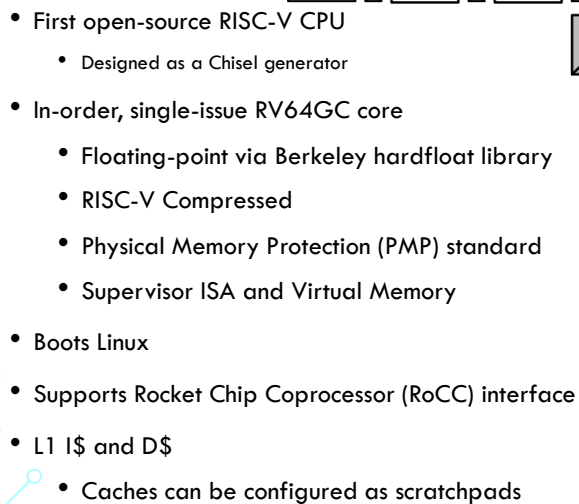 • First open-source RISC-V CPU
• Designed as a Chisel generator
• In-order, single-issue RV64GC core
• Floating-point via Berkeley hardfloat library
• RISC-V Compressed
• Physical Memory Protection (PMP) standard
• Supervisor ISA and Virtual Memory
• Boots Linux
• Supports Rocket Chip Coprocessor (RoCC) interface
• L1 I$ and D$
• Caches can be configured as scratchpads